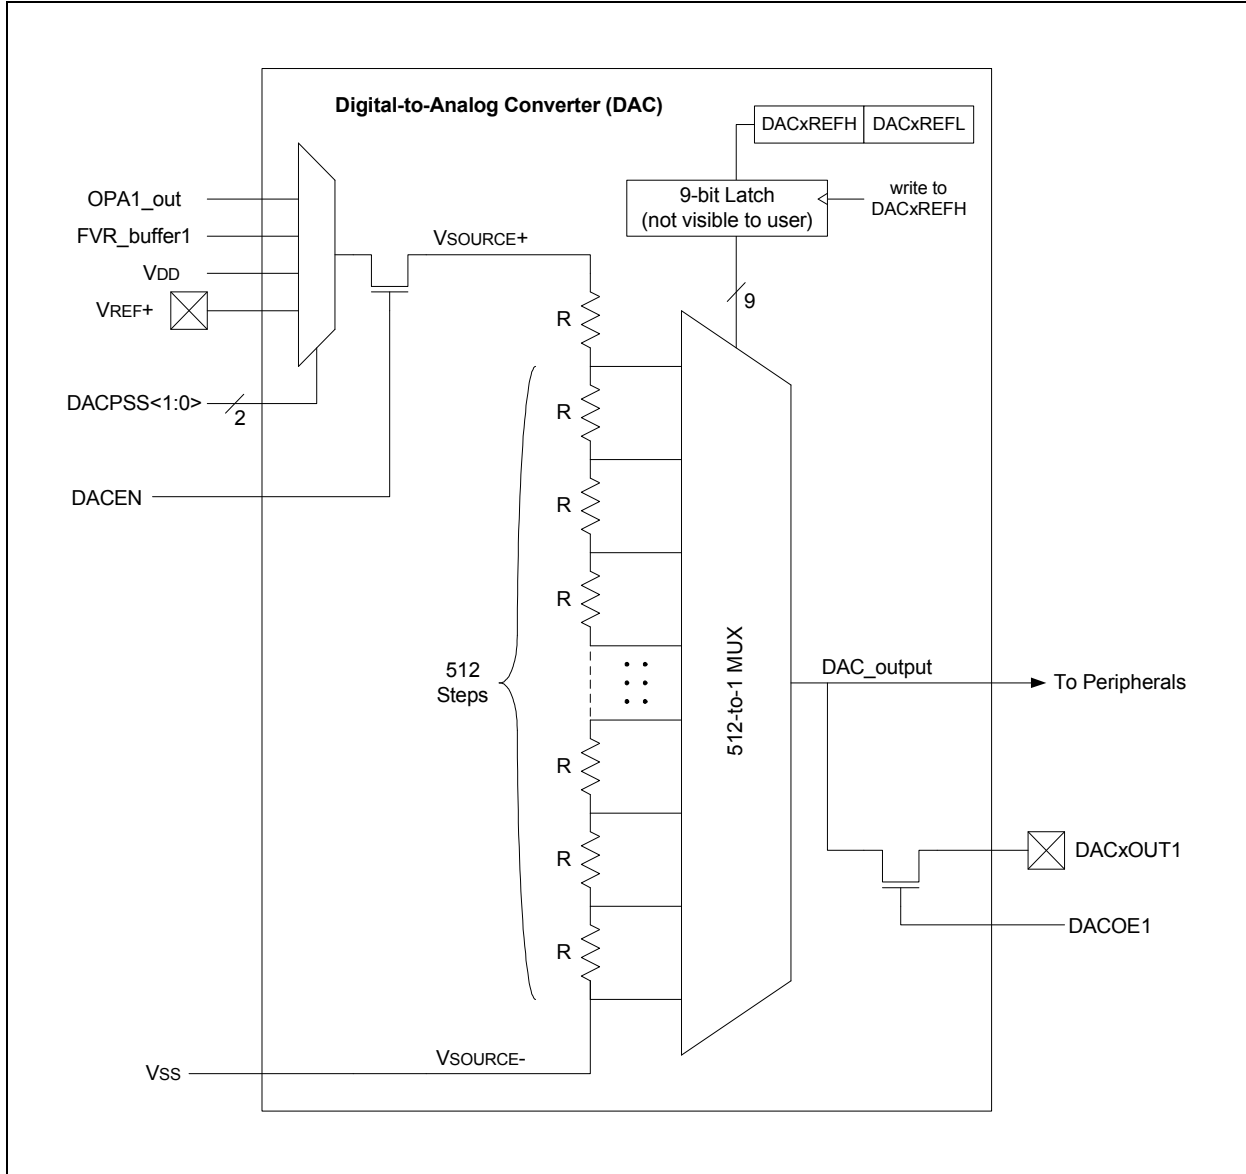 Digital-to-Analog Converter (DAC)
DACxREFH DACxREFL
9-bit Latch
(not visible to user)
write to
DACxREFH
9
OPA1_out
FVR_buffer1
VDD
VREF+
DACPSS<1:0>
2
DACEN
VSOURCE+
R
R
R
R
512
Steps
R
R
R
512-to-1 MUX
DAC_output
To Peripherals
DACxOUT1
DACOE1
VSOURCE-
VSS